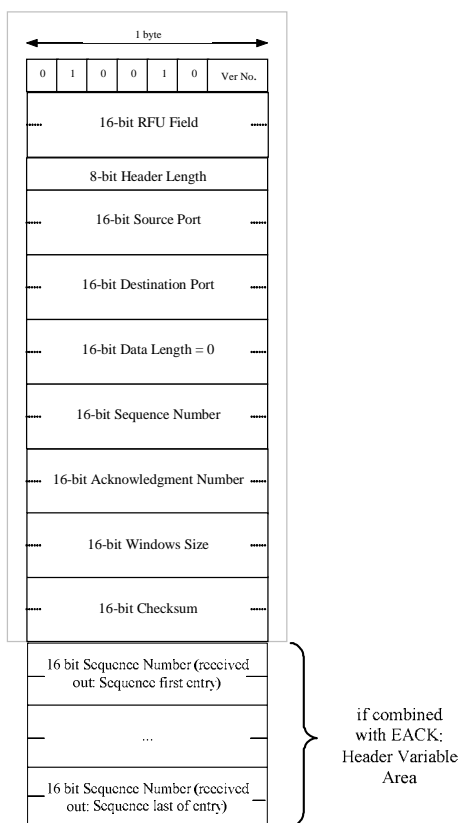 1 byte
0 1 0 0 1 0 Ver No.
16-bit RFU Field
8-bit Header Length
16-bit Source Port
16-bit Destination Port
16-bit Data Length = 0
16-bit Sequence Number
16-bit Acknowledgment Number
16-bit Windows Size
16-bit Checksum
16 bit Sequence Number (received
out: Sequence first entry)
...
16 bit Sequence Number (received
out: Sequence last of entry)
if combined
with EACK:
Header Variable
Area